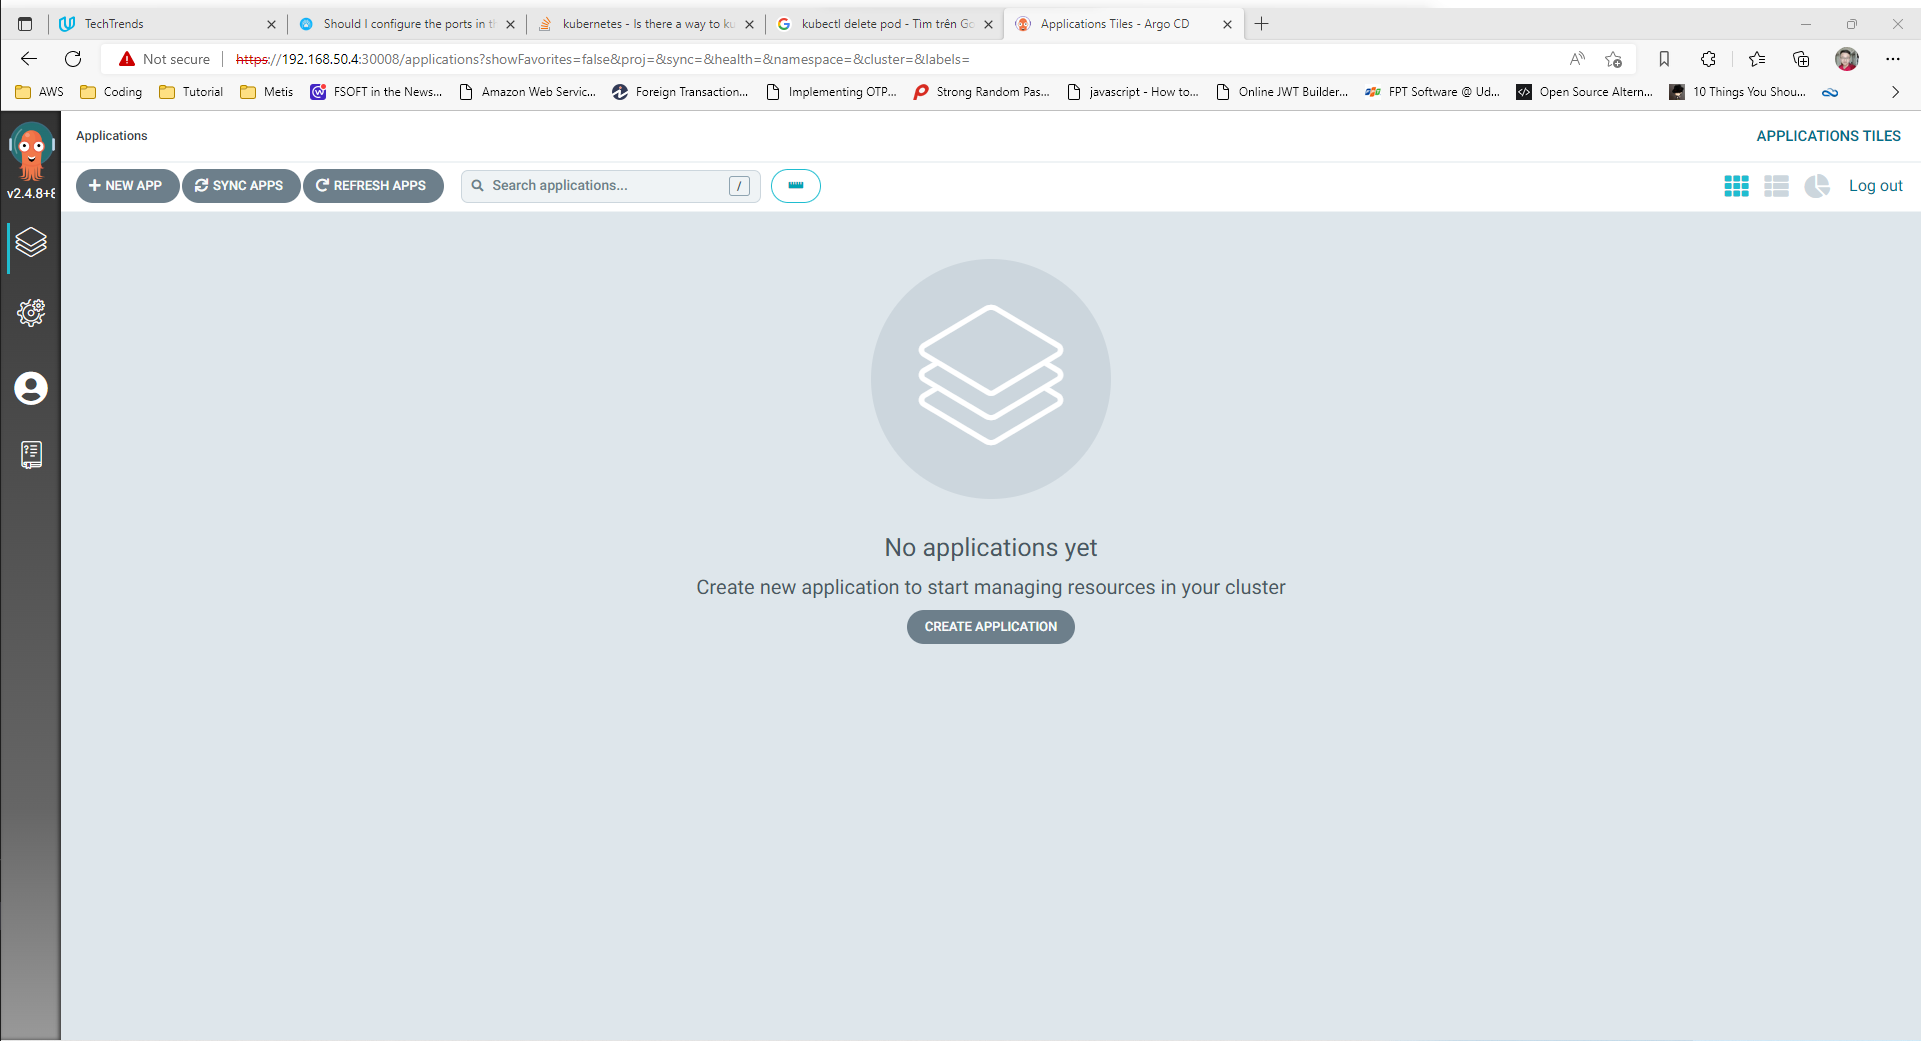 TechTrends
Should I configure the ports in th
kubernetes - Is there a way to ku
kubectl delete pod - Tìm trên Go
Applications Tiles - Argo CD
Not secure
https://192.168.50.4:30008/applications?showFavorites=false&proj=&sync=&health=&namespace=&cluster=&labels=
AWS
Coding
Tutorial
Metis
FSOFT in the News...
Amazon Web Servic...
Foreign Transaction...
Implementing OTP...
Strong Random Pas...
javascript - How to...
Online JWT Builder...
FPT Software @ Ud...
Open Source Altern...
10 Things You Shou...
Applications
APPLICATIONS TILES
v2.4.8+8
NEW APP
SYNC APPS
REFRESH APPS
Search applications...
/
Log out
No applications yet
Create new application to start managing resources in your cluster
CREATE APPLICATION